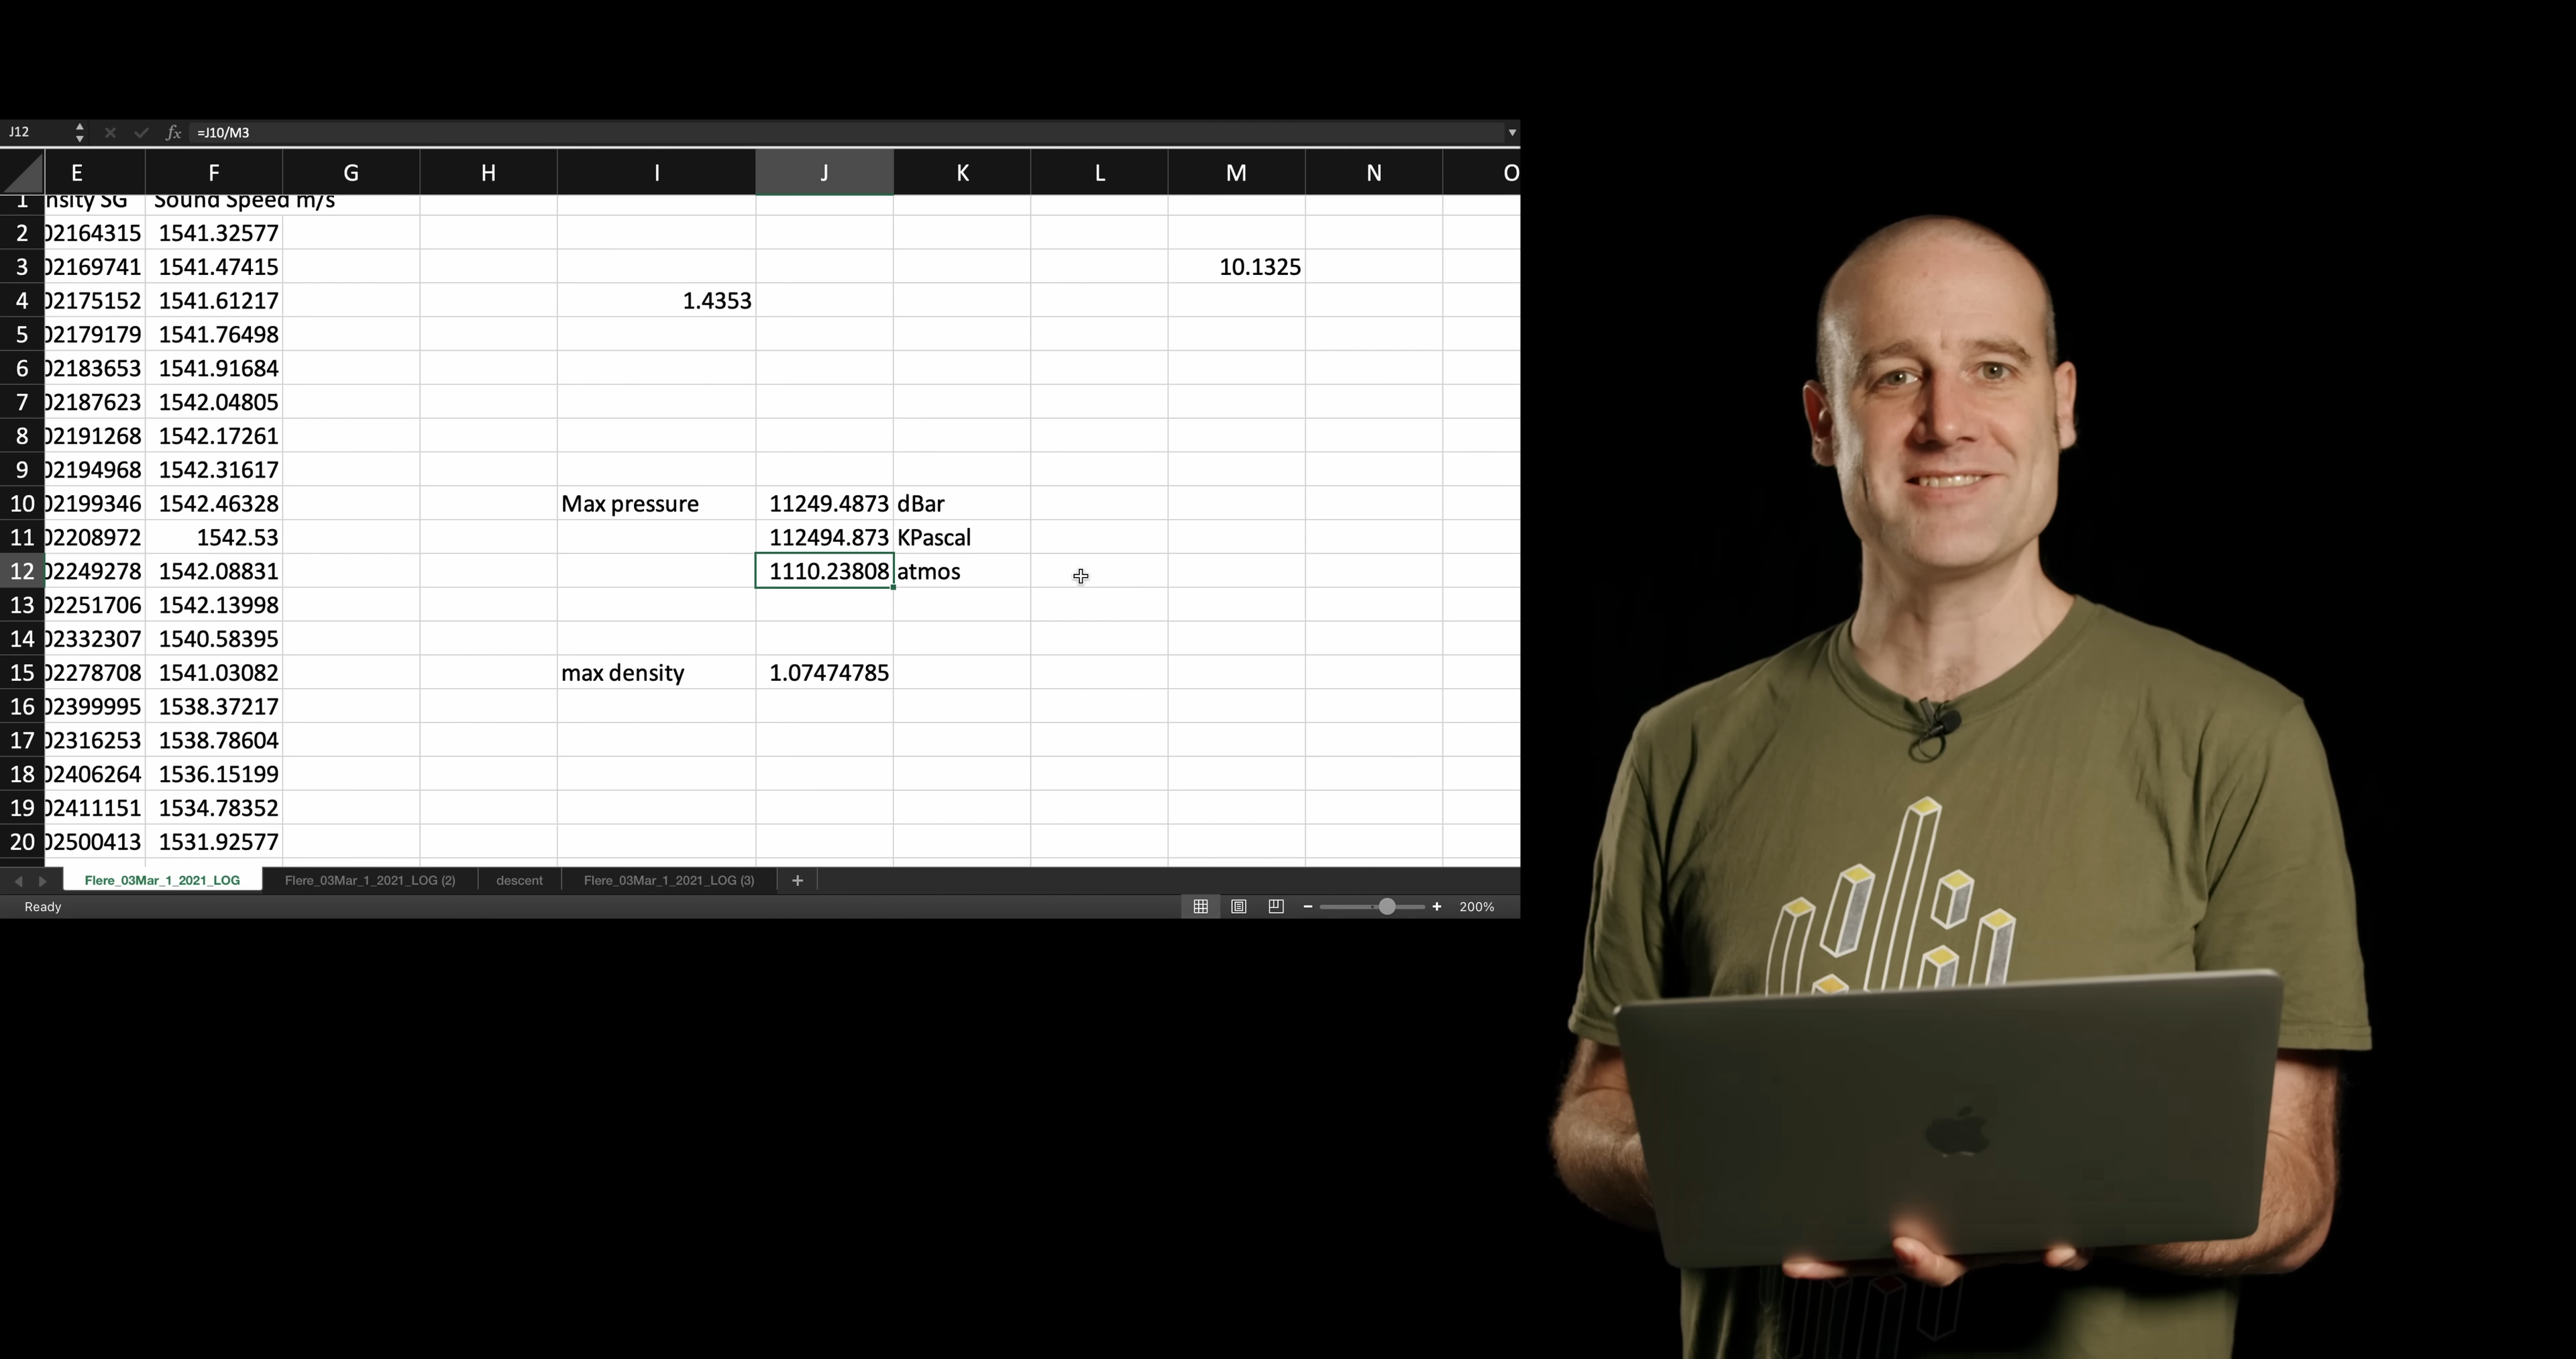 J12 fx =J10/M3
E F G H I J K L M N O
1 nsity SG Sound Speed m/s
2 02164315 1541.32577
3 02169741 1541.47415 10.1325
4 02175152 1541.61217 1.4353
5 02179179 1541.76498
6 02183653 1541.91684
7 02187623 1542.04805
8 02191268 1542.17261
9 02194968 1542.31617
10 02199346 1542.46328 Max pressure 11249.4873 dBar
11 02208972 1542.53 112494.873 KPascal
12 02249278 1542.08831 1110.23808 atmos
13 02251706 1542.13998
14 02332307 1540.58395
15 02278708 1541.03082 max density 1.07474785
16 02399995 1538.37217
17 02316253 1538.78604
18 02406264 1536.15199
19 02411151 1534.78352
20 02500413 1531.92577
Flere_03Mar_1_2021_LOG Flere_03Mar_1_2021_LOG (2) descent Flere_03Mar_1_2021_LOG (3) +
Ready 200%